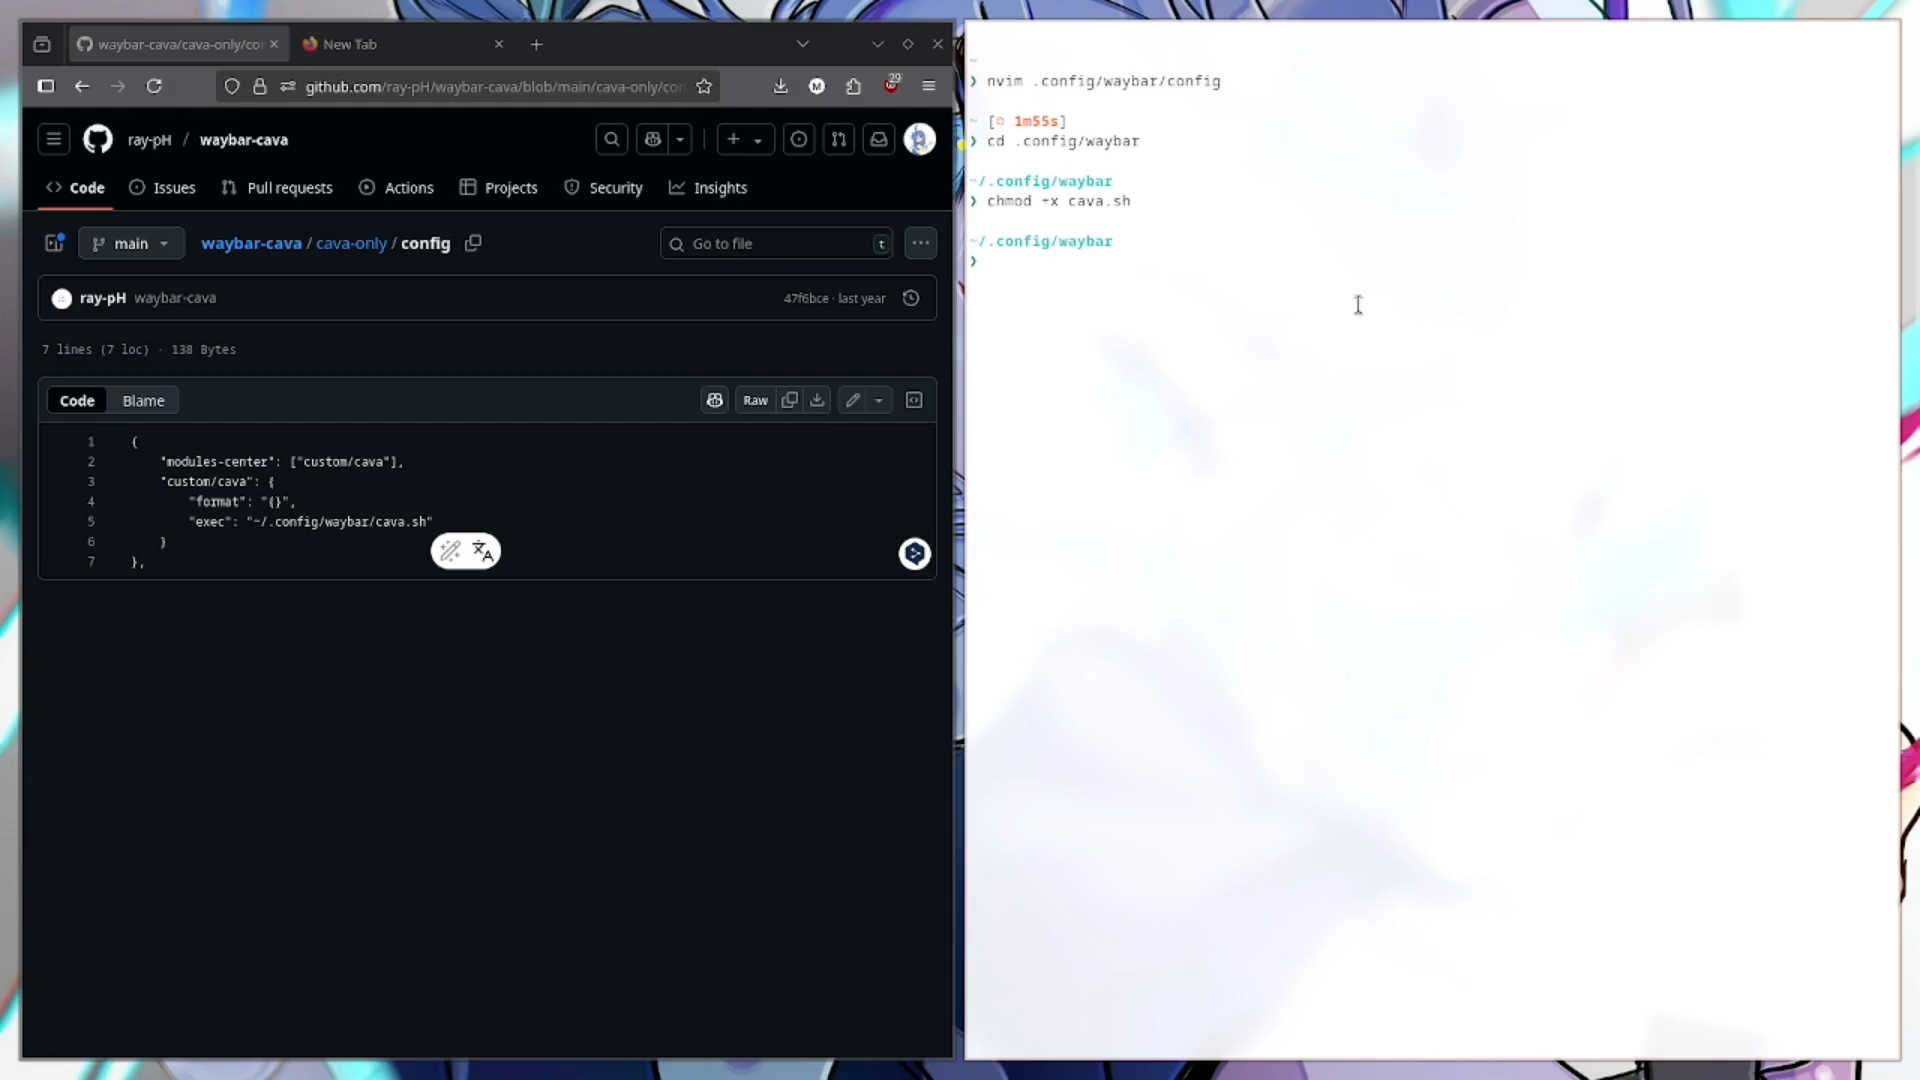 waybar-cava/cava-only/cor
New Tab
github.com/ray-pH/waybar-cava/blob/main/cava-only/con
29
ray-pH / waybar-cava
Code
Issues
Pull requests
Actions
Projects
Security
Insights
main
waybar-cava / cava-only / config
Go to file
t
ray-pH waybar-cava
47f6bce · last year
7 lines (7 loc) · 138 Bytes
Code
Blame
Raw
1 {
2 "modules-center": ["custom/cava"],
3 "custom/cava": {
4 "format": "{}",
5 "exec": "~/.config/waybar/cava.sh"
6 }
7 },
~
❯ nvim .config/waybar/config
~ [ 1m55s]
❯ cd .config/waybar
~/.config/waybar
❯ chmod +x cava.sh
~/.config/waybar
❯